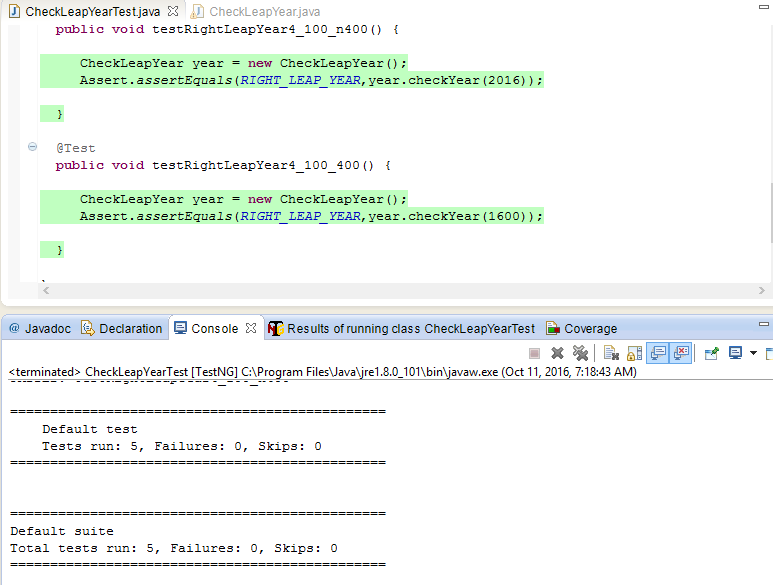 CheckLeapYearTest.java CheckLeapYear.java
public void testRightLeapYear4_100_n400() {
CheckLeapYear year = new CheckLeapYear();
Assert.assertEquals(RIGHT_LEAP_YEAR,year.checkYear(2016));
}
@Test
public void testRightLeapYear4_100_400() {
CheckLeapYear year = new CheckLeapYear();
Assert.assertEquals(RIGHT_LEAP_YEAR,year.checkYear(1600));
}
@ Javadoc Declaration Console Results of running class CheckLeapYearTest Coverage
<terminated> CheckLeapYearTest [TestNG] C:\Program Files\Java\jre1.8.0_101\bin\javaw.exe (Oct 11, 2016, 7:18:43 AM)
===============================================
Default test
Tests run: 5, Failures: 0, Skips: 0
===============================================
===============================================
Default suite
Total tests run: 5, Failures: 0, Skips: 0
===============================================